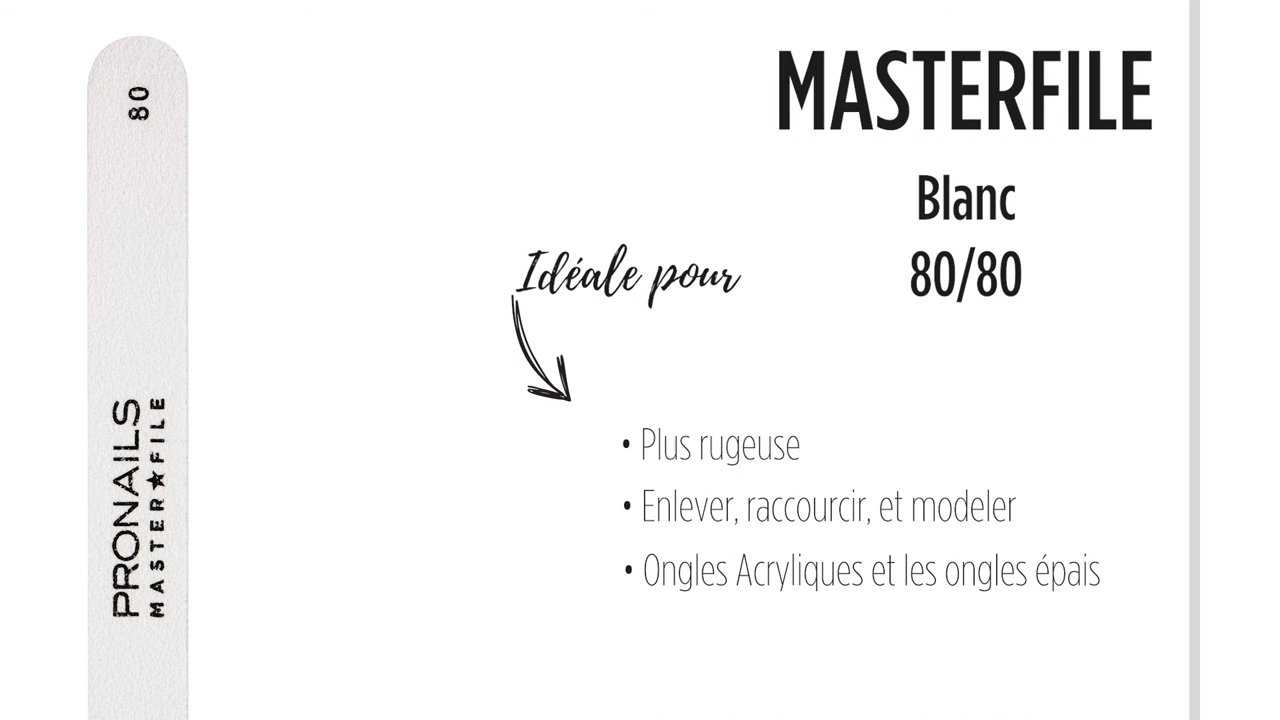 80
PRONAILS
MASTER★FILE
MASTERFILE
Blanc
80/80
Idéale pour
• Plus rugeuse
• Enlever, raccourcir, et modeler
• Ongles Acryliques et les ongles épais